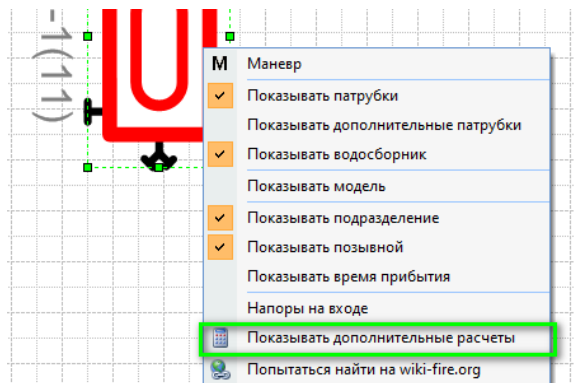 -1(11)
M Маневр
Показывать патрубки
Показывать дополнительные патрубки
Показывать водосборник
Показывать модель
Показывать подразделение
Показывать позывной
Показывать время прибытия
Напоры на входе
Показывать дополнительные расчеты
Попытаться найти на wiki-fire.org